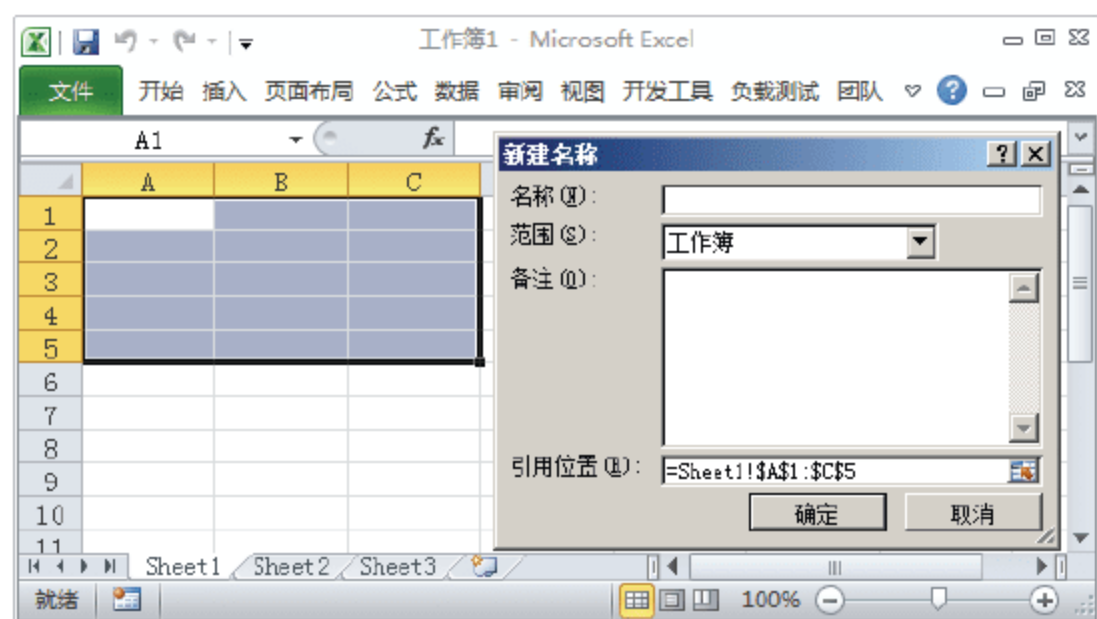 工作簿1 - Microsoft Excel
文件 开始 插入 页面布局 公式 数据 审阅 视图 开发工具 负载测试 团队
A1 fx
新建名称
名称(N):
范围(S): 工作簿
备注(O):
引用位置(R): =Sheet1!$A$1:$C$5
确定 取消
A B C
1
2
3
4
5
6
7
8
9
10
11
Sheet1 Sheet2 Sheet3
就绪 100%